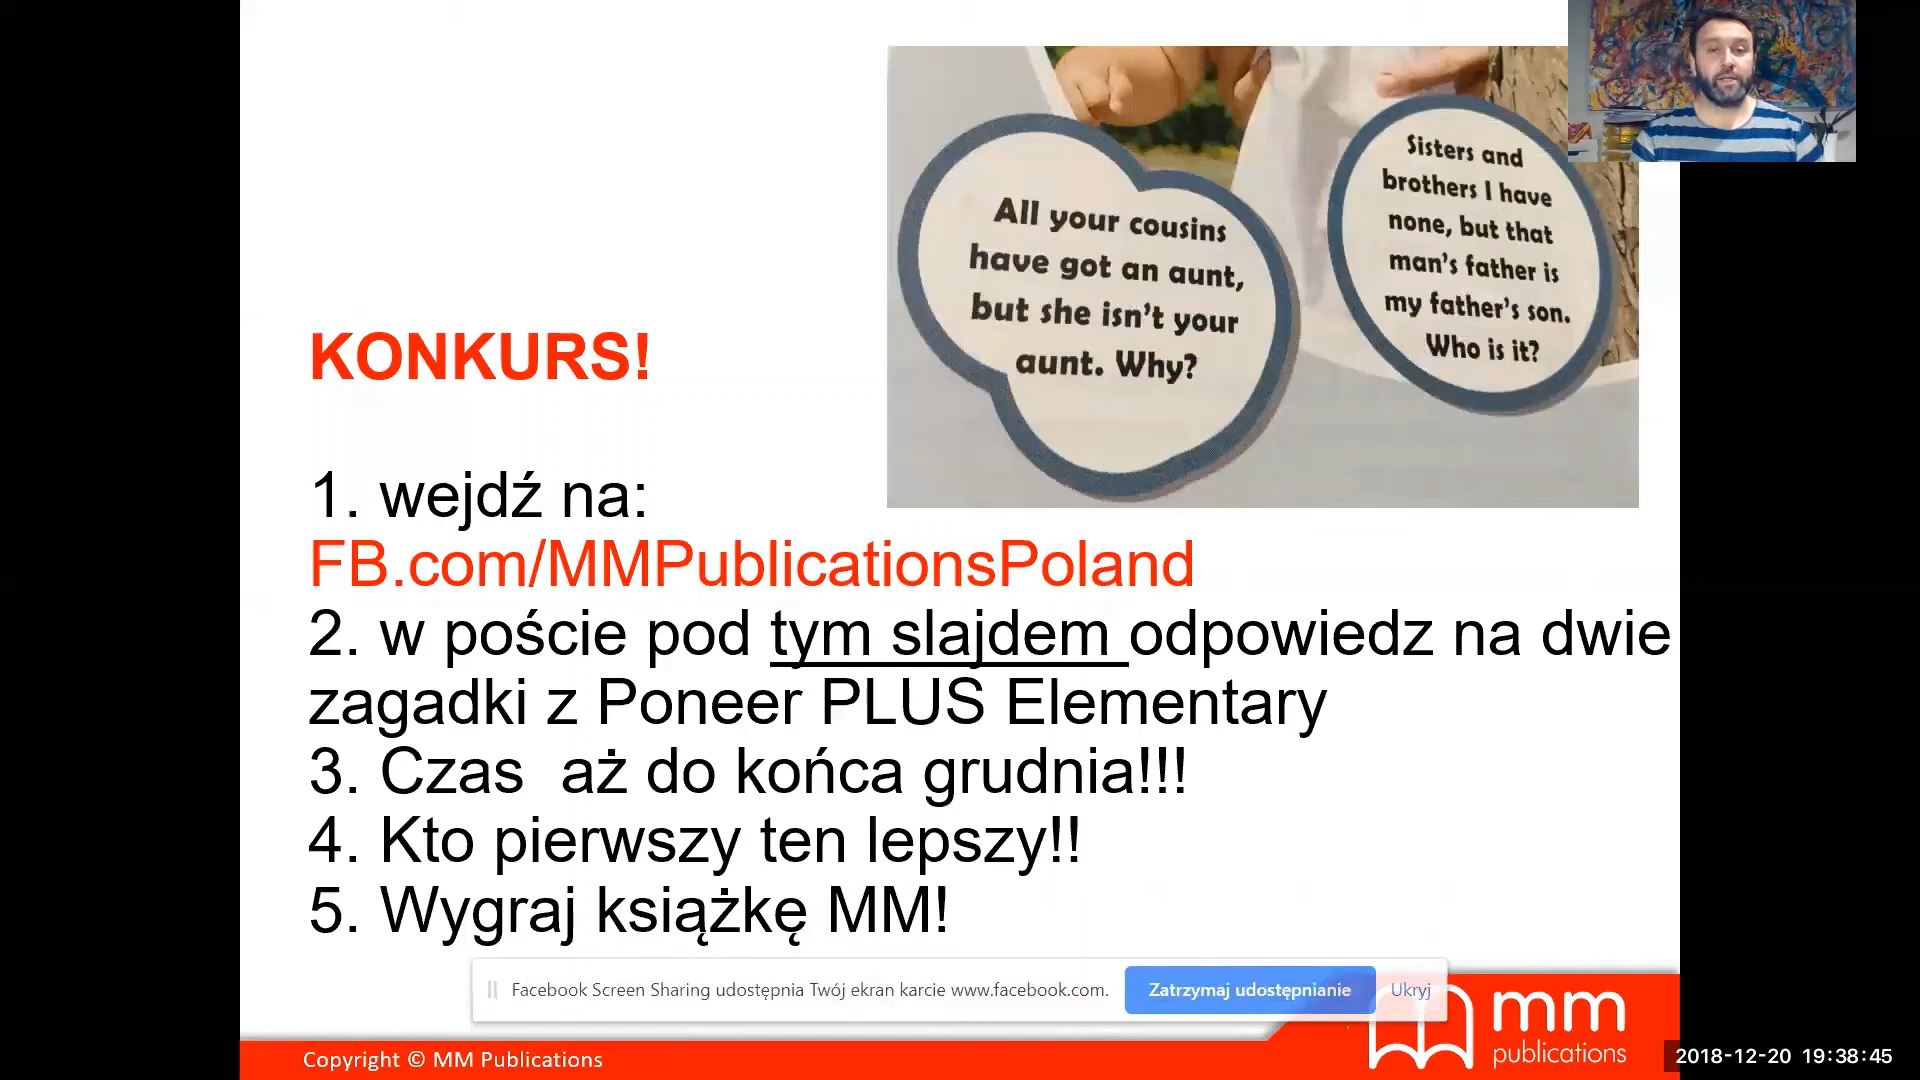 All your cousins
have got an aunt,
but she isn't your
aunt. Why?
Sisters and
brothers I have
none, but that
man's father is
my father's son.
Who is it?
KONKURS!
1. wejdź na:
FB.com/MMPublicationsPoland
2. w poście pod tym slajdem odpowiedz na dwie
zagadki z Poneer PLUS Elementary
3. Czas aż do końca grudnia!!!
4. Kto pierwszy ten lepszy!!
5. Wygraj książkę MM!
Facebook Screen Sharing udostępnia Twój ekran karcie www.facebook.com.
Zatrzymaj udostępnianie
Ukryj
mm
publications
Copyright © MM Publications
2018-12-20 19:38:45